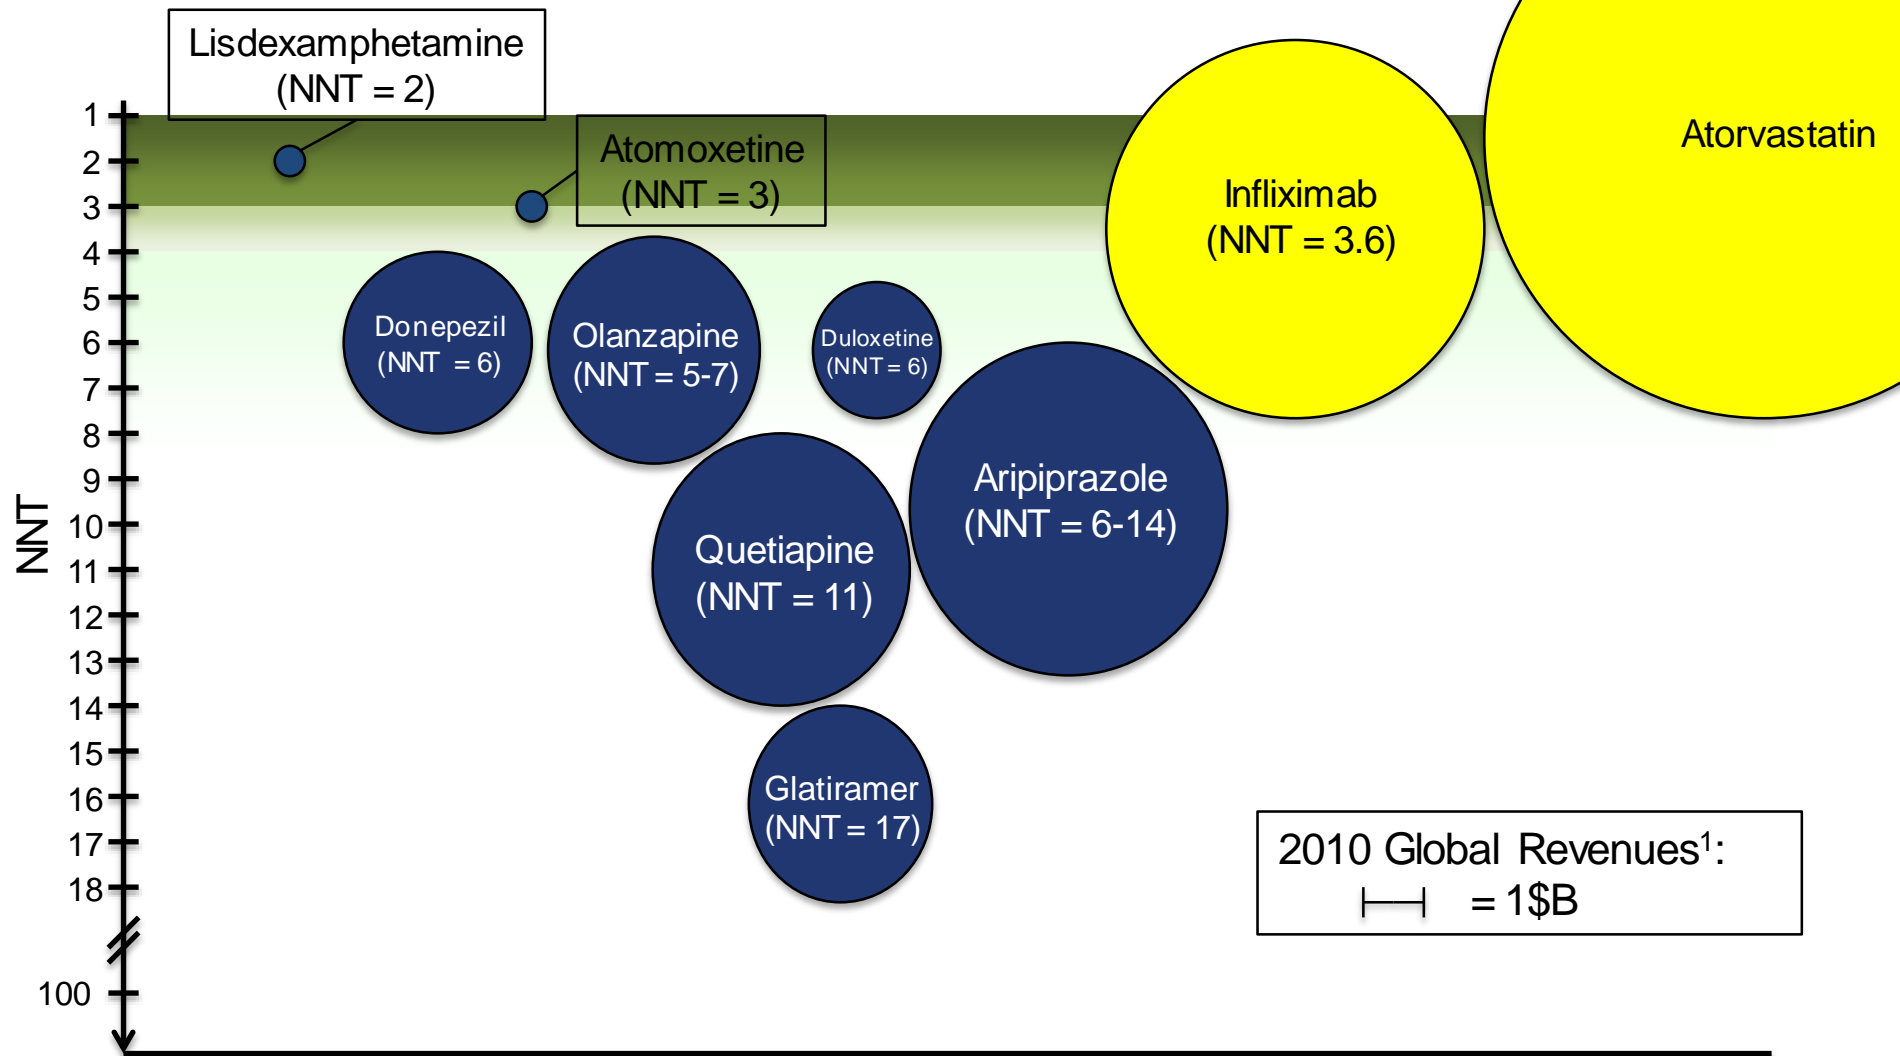 Lisdexamphetamine
(NNT = 2)
Atomoxetine
(NNT = 3)
Atorvastatin
Infliximab
(NNT = 3.6)
Donepezil
(NNT = 6)
Olanzapine
(NNT = 5-7)
Duloxetine
(NNT = 6)
Aripiprazole
(NNT = 6-14)
Quetiapine
(NNT = 11)
Glatiramer
(NNT = 17)
NNT
1
2
3
4
5
6
7
8
9
10
11
12
13
14
15
16
17
18
100
2010 Global Revenues¹:
= 1$B